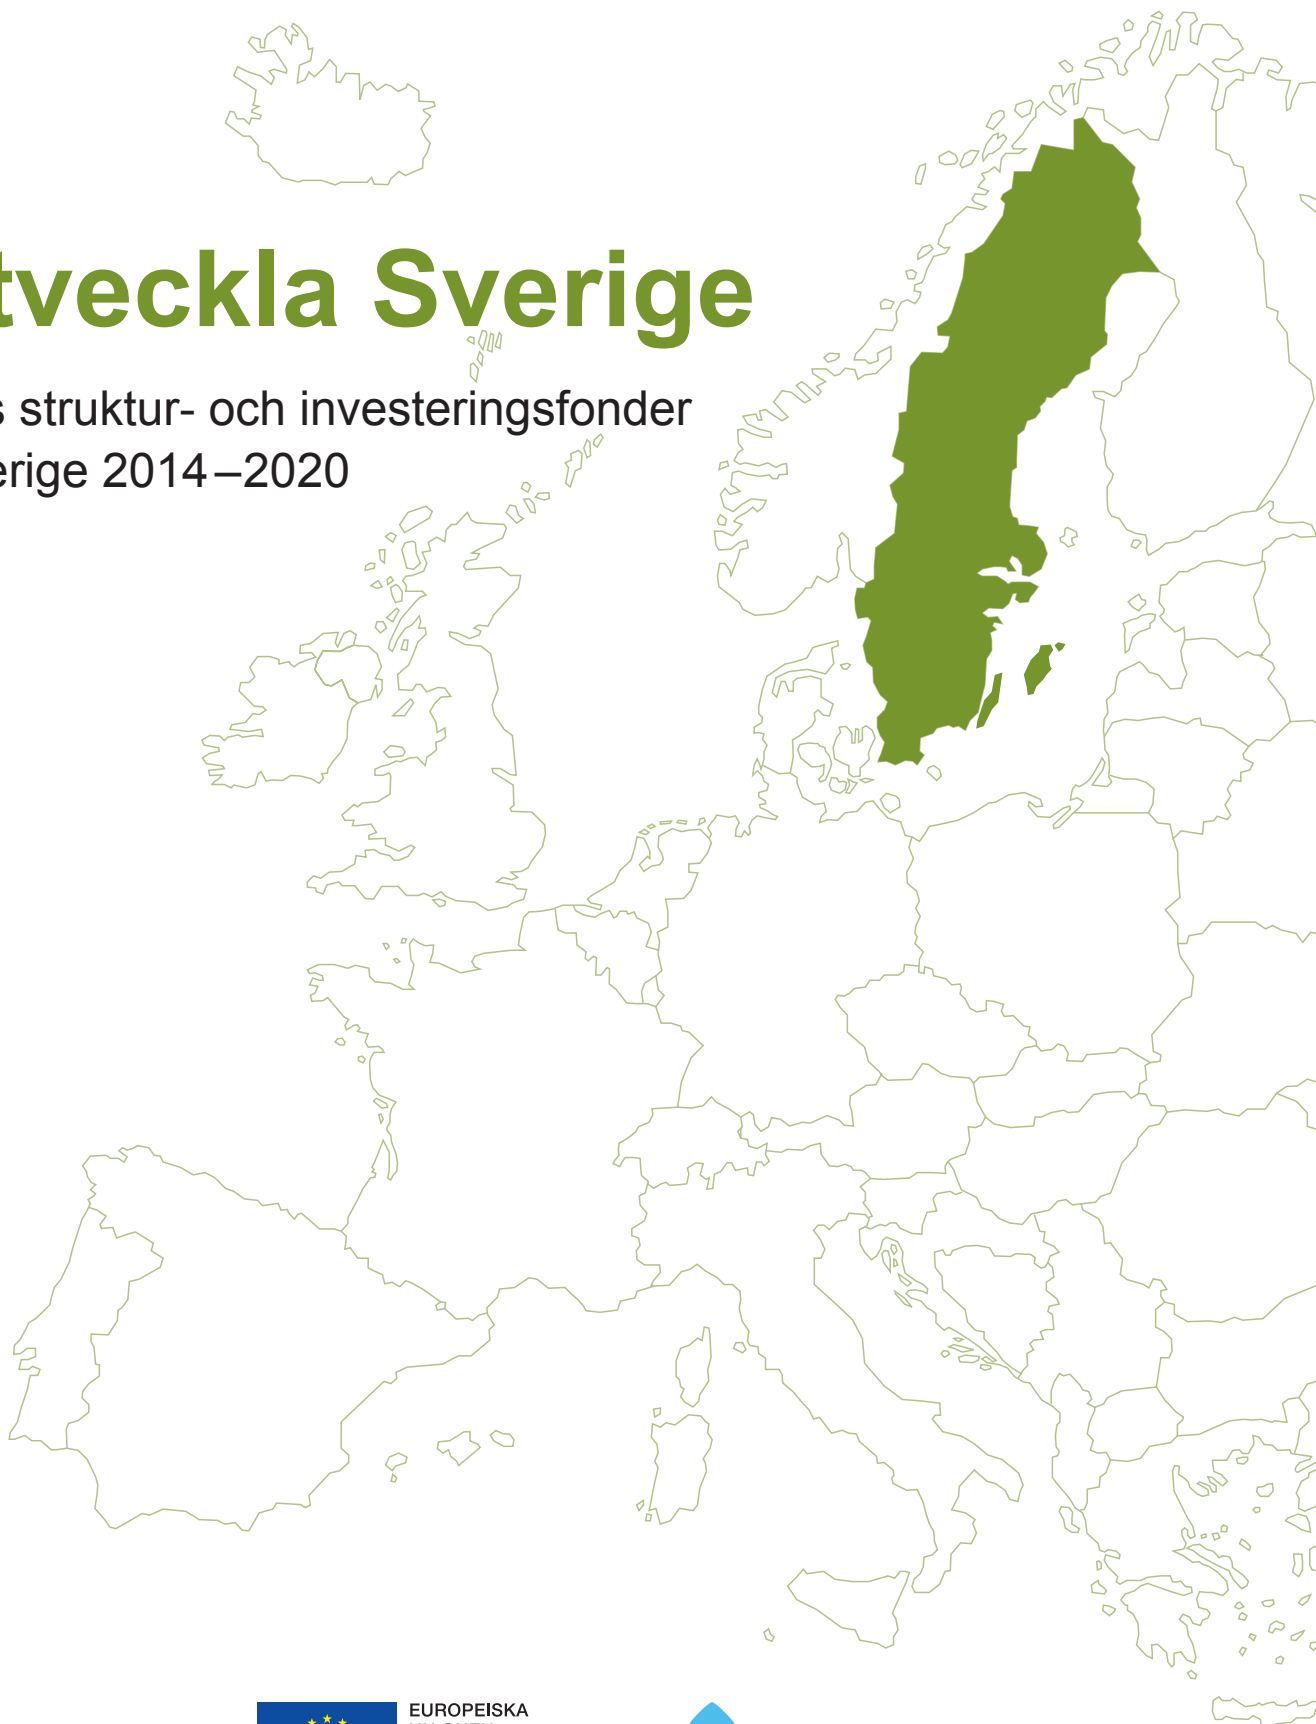 tveckla Sverige
s struktur- och investeringsfonder
erige 2014–2020
EUROPEISKA